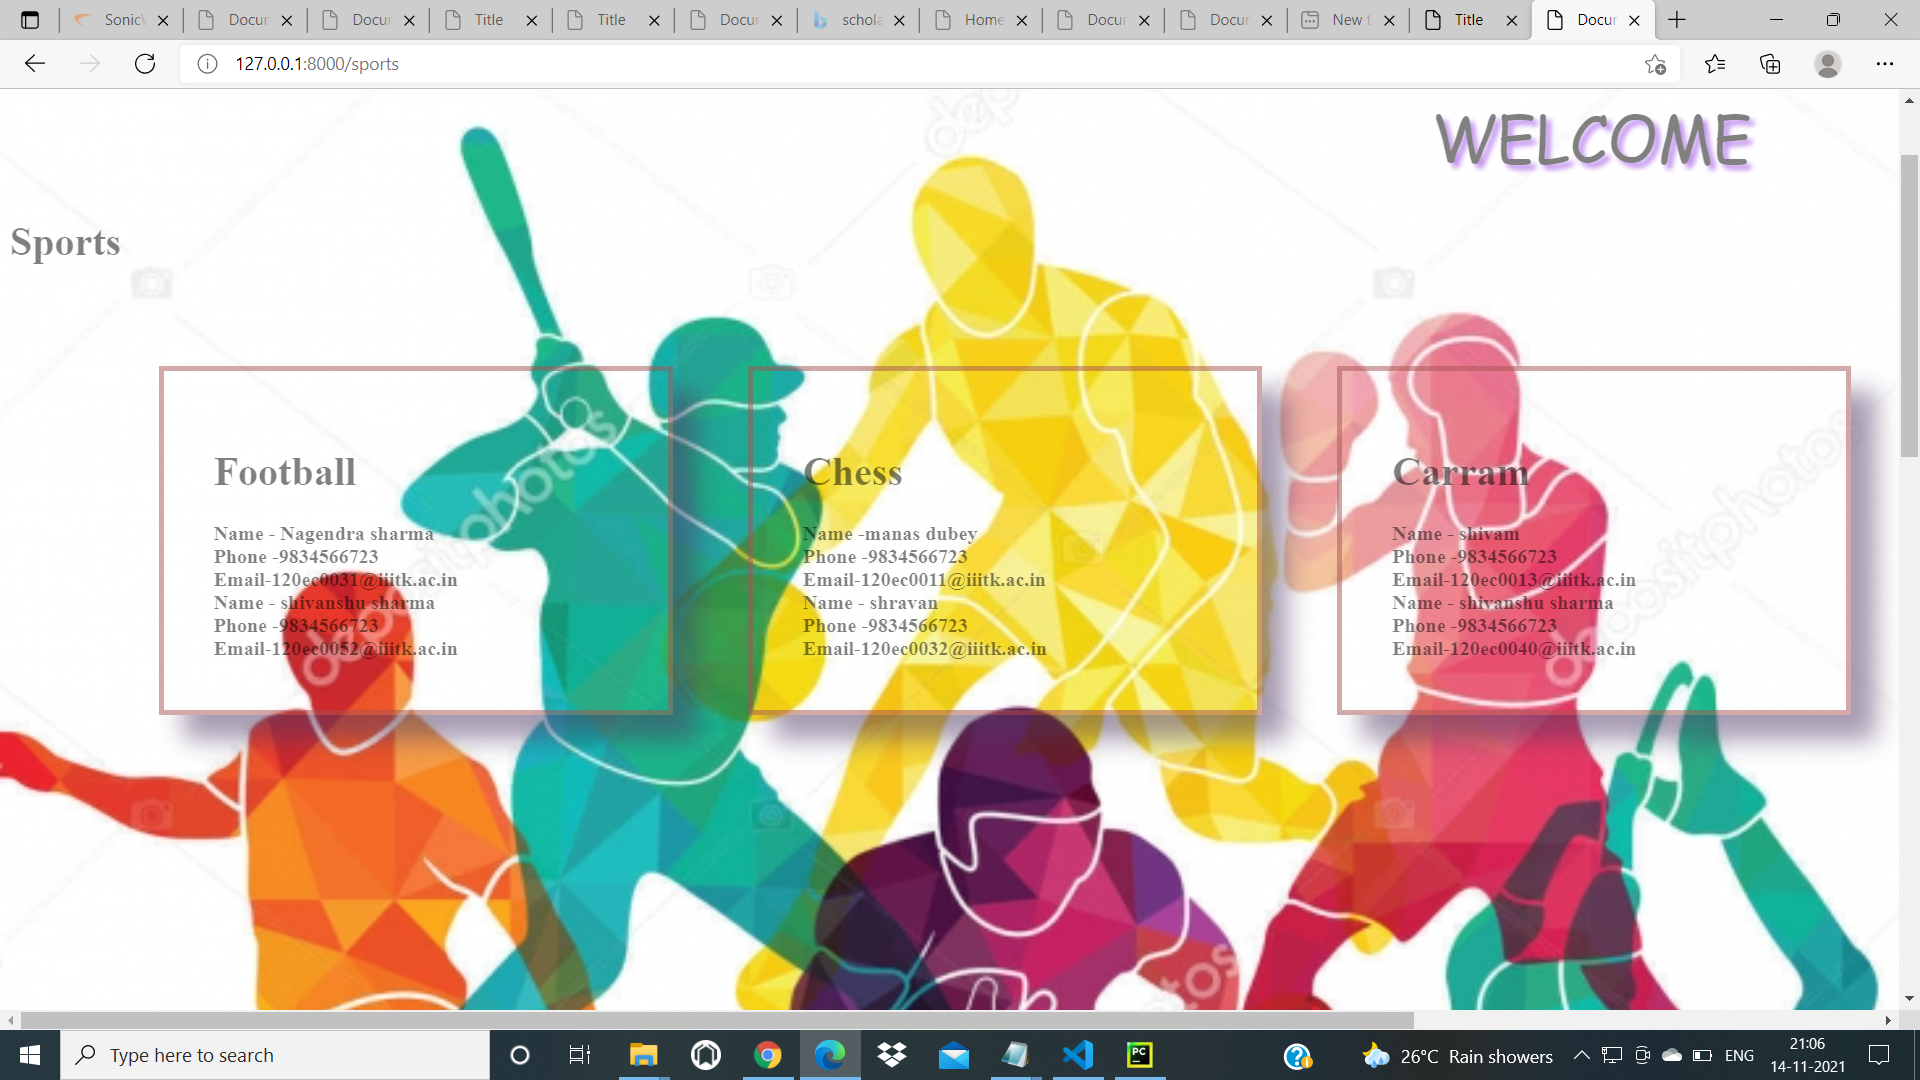 Sonic\
Docur
Docur
Title
Title
Docur
schola
Home
Docur
Docur
New t
Title
Docur
127.0.0.1:8000/sports
dep
WELCOME
Sports
Football
Name - Nagendra sharma
Phone -9834566723
Email-120ec0031@iiitk.ac.in
Name - shivanshu sharma
Phone -9834566723
Email-120ec0052@iiitk.ac.in
Chess
Name -manas dubey
Phone -9834566723
Email-120ec0011@iiitk.ac.in
Name - shravan
Phone -9834566723
Email-120ec0032@iiitk.ac.in
Carram
Name - shivam
Phone -9834566723
Email-120ec0013@iiitk.ac.in
Name - shivanshu sharma
Phone -9834566723
Email-120ec0040@iiitk.ac.in
depositphotos
depositphotos
otos
Type here to search
PC
26°C Rain showers
ENG
21:06
14-11-2021